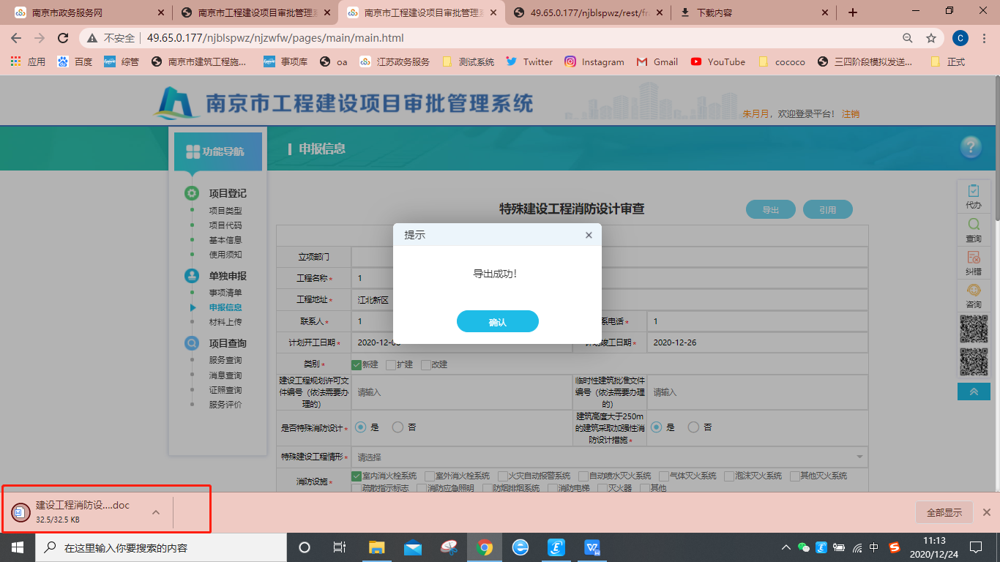 南京市政务服务网
南京市工程建设项目审批管理系
南京市工程建设项目审批管理系
49.65.0.177/njblspwz/rest/fra
下载内容
不安全 49.65.0.177/njblspwz/njzwfw/pages/main/main.html
C
应用 百度 综管 南京市建筑工程施... 事项库 oa 江苏政务服务 测试系统 Twitter Instagram Gmail YouTube cococo 三四阶段模拟发送... 正式
南京市工程建设项目审批管理系统
朱月月，欢迎登录平台！ 注销
功能导航
申报信息
?
项目登记
项目类型
项目代码
基本信息
使用须知
单独申报
事项清单
申报信息
材料上传
项目查询
服务查询
消息查询
证照查询
服务评价
特殊建设工程消防设计审查
导出 引用
立项部门
工程名称* 1
工程地址* 江北新区
联系人* 1
系电话* 1
计划开工日期* 2020-12-0
计划竣工日期* 2020-12-26
类别* 新建 扩建 改建
建设工程规划许可文
件编号（依法需要办
理的）
请输入
临时性建筑批准文件
编号（依法需要办理
的）
请输入
是否特殊消防设计* 是 否
建筑高度大于250m
的建筑采取加强性消
防设计措施*
是 否
特殊建设工程情形* 请选择
消防设施*
室内消火栓系统 室外消火栓系统 火灾自动报警系统 自动喷水灭火系统 气体灭火系统 泡沫灭火系统 其他灭火系统
疏散指示标志 消防应急照明 防烟排烟系统 消防电梯 灭火器 其他
提示
导出成功！
确认
代办
查询
纠错
咨询
建设工程消防设....doc
32.5/32.5 KB
全部显示
在这里输入你要搜索的内容
中
11:13
2020/12/24